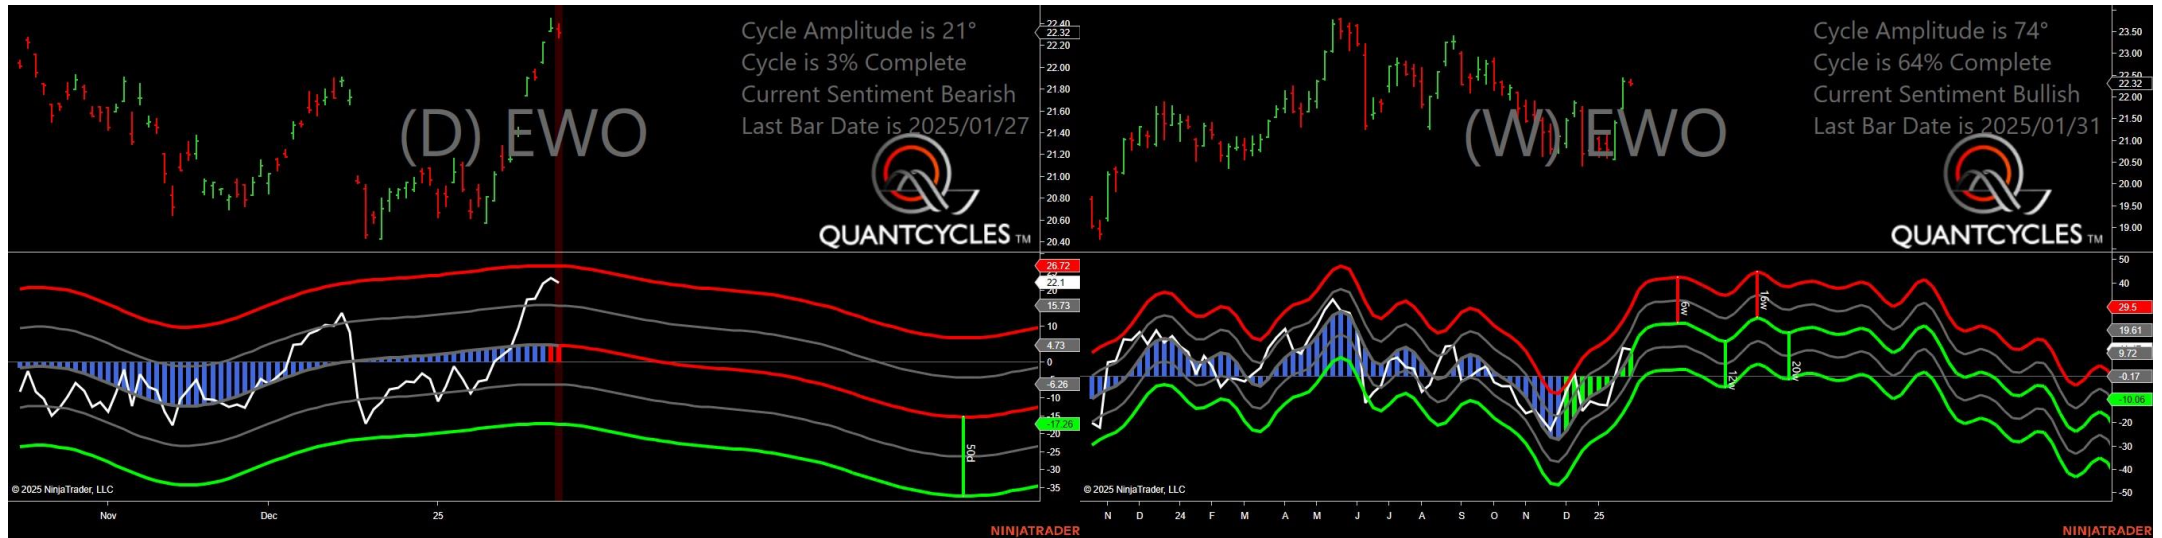 Cycle Amplitude is 21°
Cycle is 3% Complete
Current Sentiment Bearish
Last Bar Date is 2025/01/27
(D) EWO
QUANTCYCLES TM
22.40
22.32
22.20
22.00
21.80
21.60
21.40
21.20
21.00
20.80
20.60
20.40
26.72
22.1
20
15.73
10
4.73
0
-6.26
-10
-15
-17.26
-20
-25
-30
-35
50d
© 2025 NinjaTrader, LLC
Nov Dec 25
NINJATRADER
Cycle Amplitude is 74°
Cycle is 64% Complete
Current Sentiment Bullish
Last Bar Date is 2025/01/31
(W) EWO
QUANTCYCLES TM
23.50
23.00
22.50
22.32
22.00
21.50
21.00
20.50
20.00
19.50
19.00
50
40
29.5
19.61
9.72
-0.17
-10.06
-20
-30
-40
-50
6w
16w
12w
20w
© 2025 NinjaTrader, LLC
N D 24 F M A M J J A S O N D 25
NINJATRADER